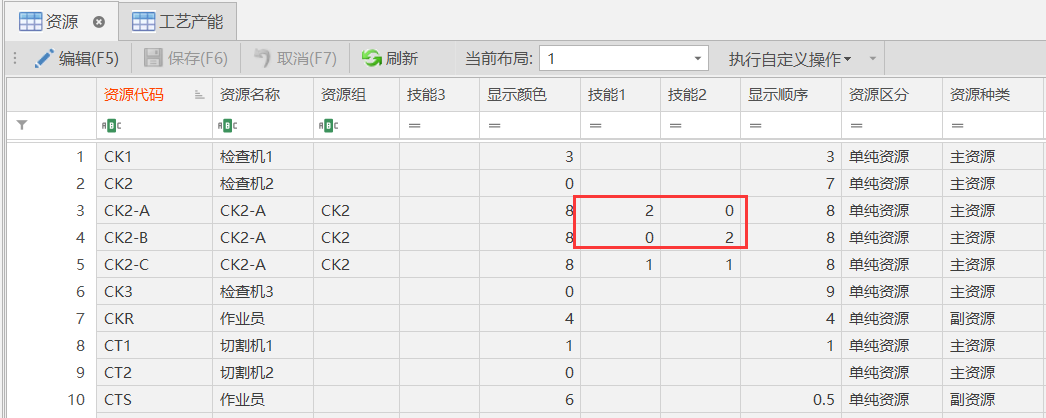 资源 工艺产能
编辑(F5) 保存(F6) 取消(F7) 刷新 当前布局: 1 执行自定义操作
资源代码 资源名称 资源组 技能3 显示颜色 技能1 技能2 显示顺序 资源区分 资源种类
ABC ABC ABC = = = = = = =
1 CK1 检查机1 3 3 单纯资源 主资源
2 CK2 检查机2 0 7 单纯资源 主资源
3 CK2-A CK2-A CK2 8 2 0 8 单纯资源 主资源
4 CK2-B CK2-A CK2 8 0 2 8 单纯资源 主资源
5 CK2-C CK2-A CK2 8 1 1 8 单纯资源 主资源
6 CK3 检查机3 0 9 单纯资源 主资源
7 CKR 作业员 4 4 单纯资源 副资源
8 CT1 切割机1 1 1 单纯资源 主资源
9 CT2 切割机2 0 单纯资源 主资源
10 CTS 作业员 6 0.5 单纯资源 副资源